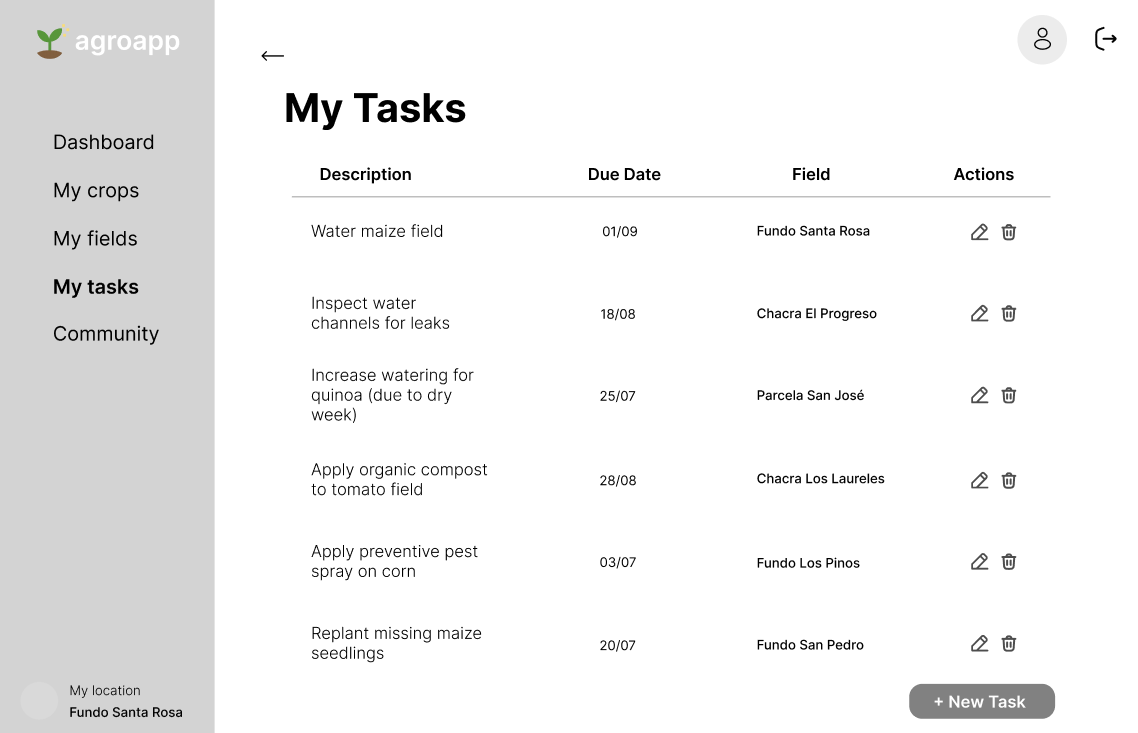 agroapp
Dashboard
My crops
My fields
My tasks
Community
My location
Fundo Santa Rosa
My Tasks
Description Due Date Field Actions
Water maize field 01/09 Fundo Santa Rosa
Inspect water
channels for leaks 18/08 Chacra El Progreso
Increase watering for
quinoa (due to dry 25/07 Parcela San José
week)
Apply organic compost
to tomato field 28/08 Chacra Los Laureles
Apply preventive pest
spray on corn 03/07 Fundo Los Pinos
Replant missing maize
seedlings 20/07 Fundo San Pedro
+ New Task